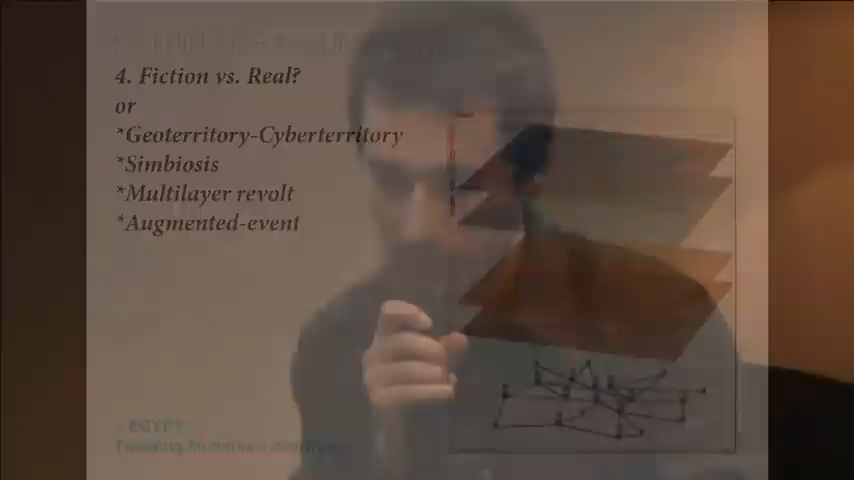 4. Fiction vs. Real?
or
*Geoterritory-Cyberterritory
*Simbiosis
*Multilayer revolt
*Augmented-event
- EGYPT